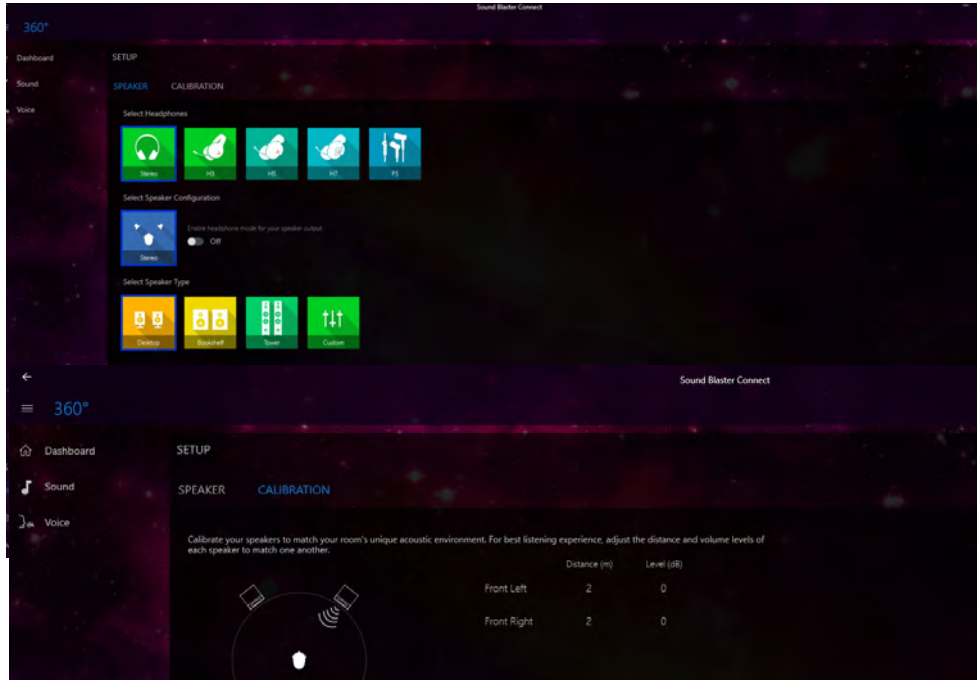 Sound Blaster Connect
360°
Dashboard
Sound
Voice
SETUP
SPEAKER CALIBRATION
Select Headphones
Stereo H3. H5. H7. P5
Select Speaker Configuration
Enable headphone mode for your speaker output
Off
Stereo
Select Speaker Type
Desktop Bookshelf Tower Custom
Sound Blaster Connect
360°
Dashboard
Sound
Voice
SETUP
SPEAKER CALIBRATION
Calibrate your speakers to match your room's unique acoustic environment. For best listening experience, adjust the distance and volume levels of
each speaker to match one another.
Distance (m) Level (dB)
Front Left 2 0
Front Right 2 0